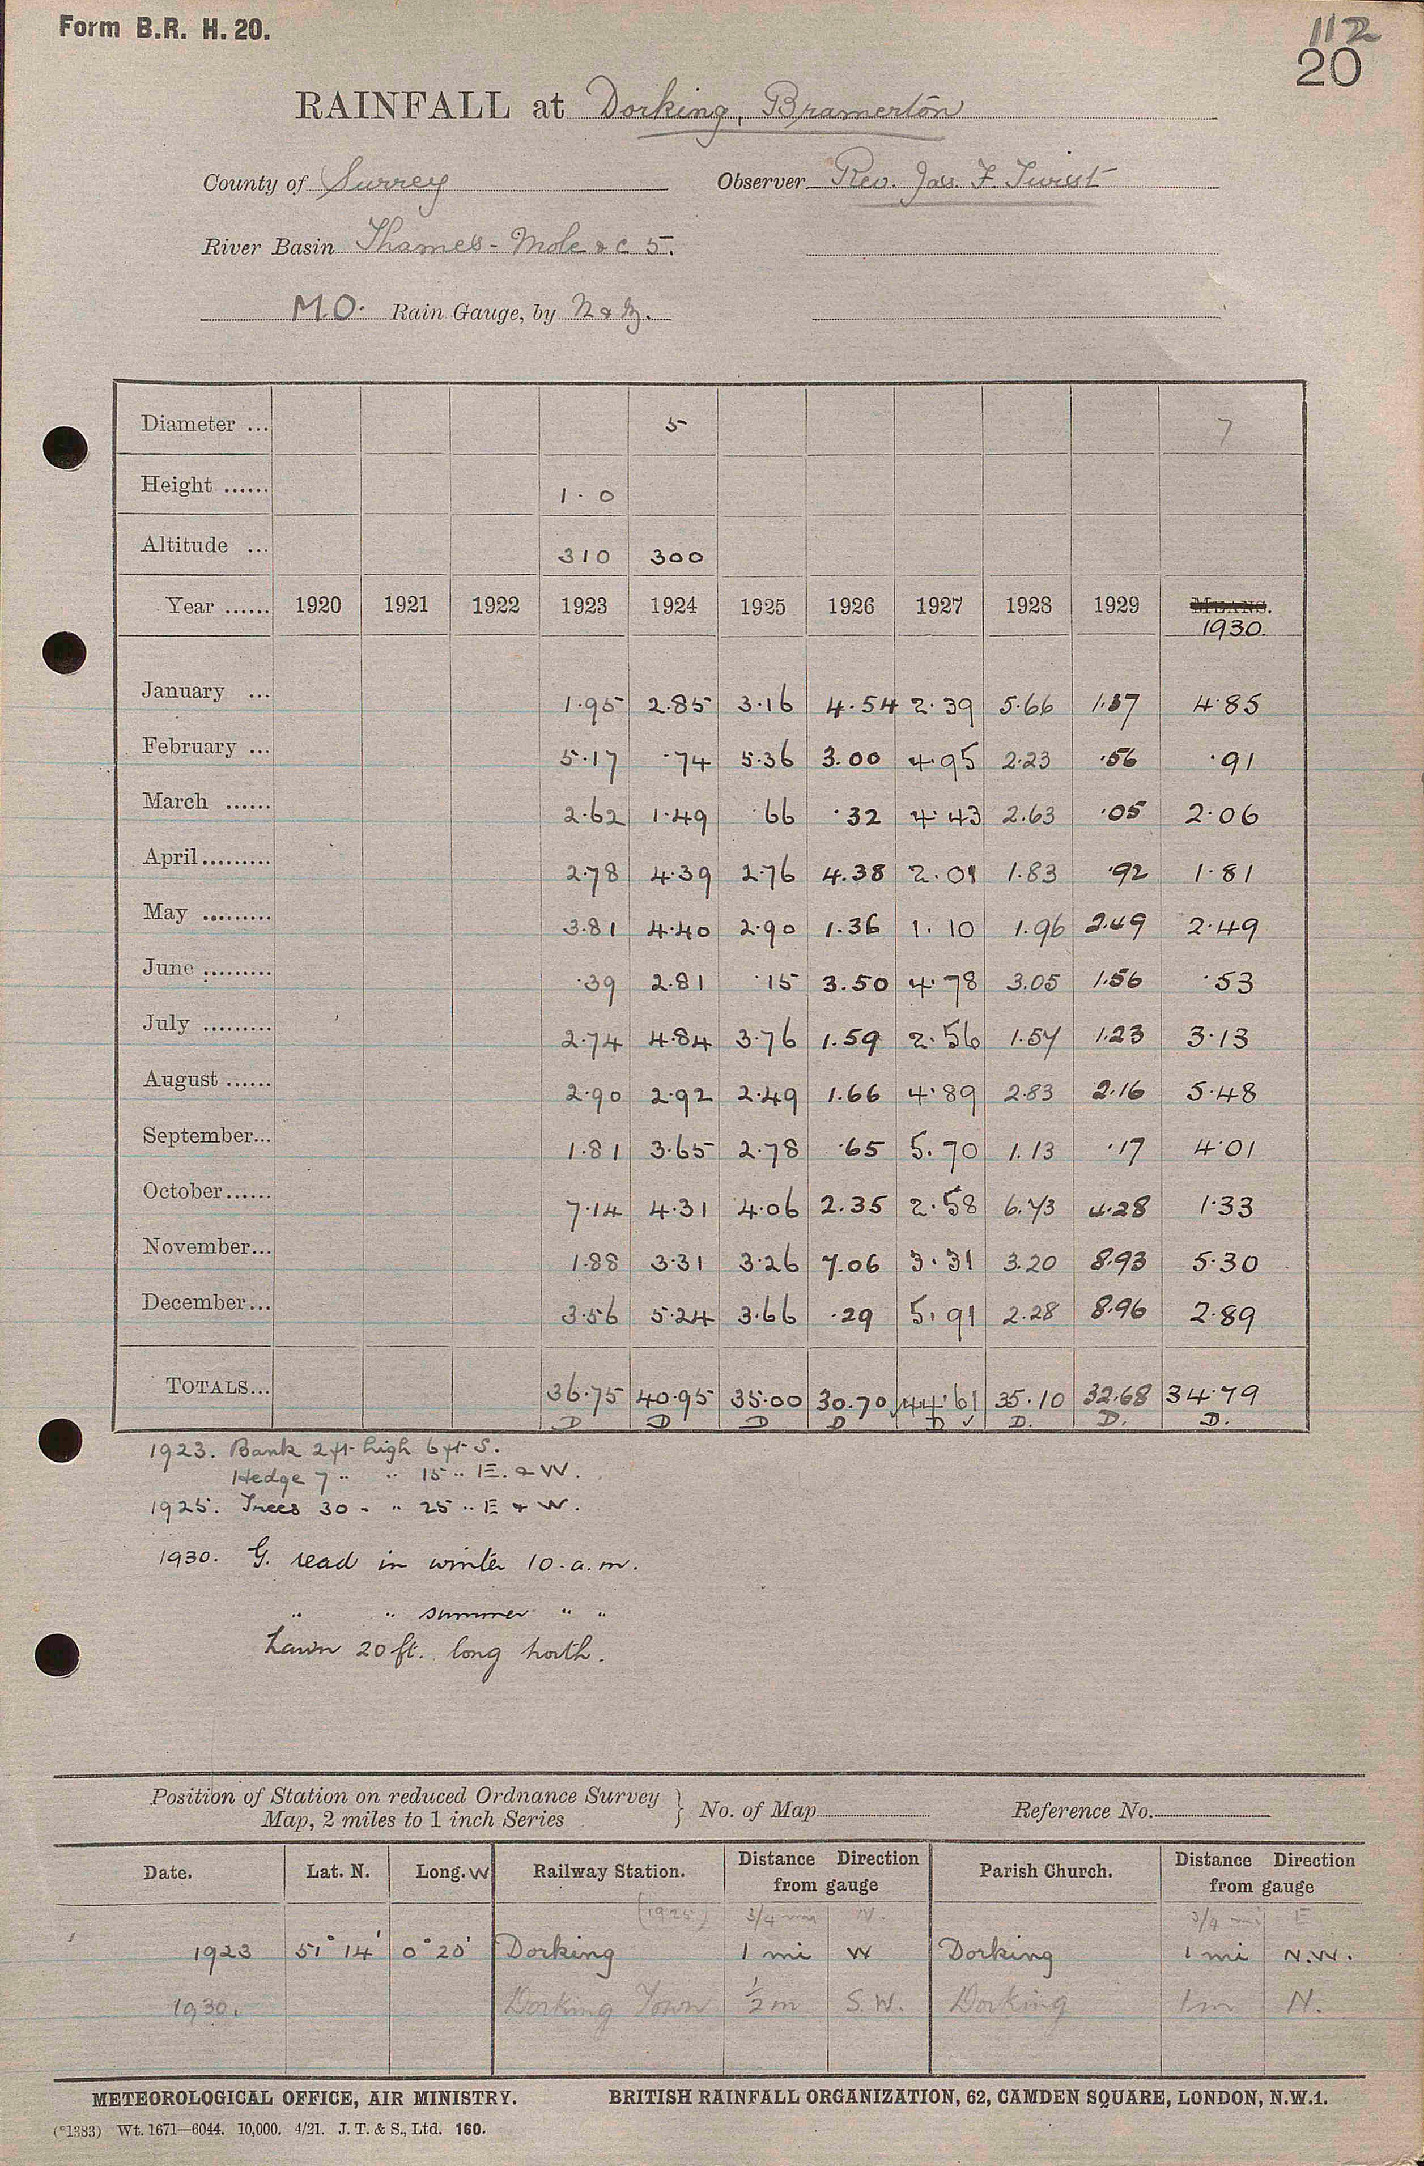 Form B.R. H. 20.
112
20
RAINFALL at Dorking, Bramerton
County of Surrey Observer Rev. Jas. F. Twist
River Basin Thames - Mole & c 5.
M.O. Rain Gauge, by N & Z.
Diameter ... 5 7
Height ...... 1 · 0
Altitude ... 310 300
Year ...... 1920 1921 1922 1923 1924 1925 1926 1927 1928 1929 MEANS.
1930.
January ... 1·95 2·85 3·16 4·54 2·39 5·66 1·37 4·85
February ... 5·17 ·74 5·36 3·00 4·95 2·23 ·56 ·91
March ...... 2·62 1·49 ·66 ·32 4·43 2·63 ·05 2·06
April......... 2·78 4·39 2·76 4·38 2·01 1·83 ·92 1·81
May ......... 3·81 4·40 2·90 1·36 1·10 1·96 2·49 2·49
June ......... ·39 2·81 ·15 3·50 4·78 3·05 1·56 ·53
July ......... 2·74 4·84 3·76 1·59 2·56 1·57 1·23 3·13
August ...... 2·90 2·92 2·49 1·66 4·89 2·83 2·16 5·48
September... 1·81 3·65 2·78 ·65 5·70 1·13 ·17 4·01
October...... 7·14 4·31 4·06 2·35 2·58 6·73 4·28 1·33
November... 1·88 3·31 3·26 7·06 3·31 3·20 8·93 5·30
December... 3·56 5·24 3·66 ·29 5·91 2·28 8·96 2·89
TOTALS... 36·75 40·95 35·00 30·70 44·61 35·10 32·68 34·79
D D D D D ✓ D. D. D.
1923. Bank 2 ft high 6 ft S.
Hedge 7 " " 15 " E. & W.
1925. Trees 30 " " 25 " E & W.
1930. G. read in winter 10. a. m.
" " summer " "
Lawn 20 ft. long north.
Position of Station on reduced Ordnance Survey
Map, 2 miles to 1 inch Series } No. of Map Reference No.
Date. Lat. N. Long. W Railway Station. Distance Direction from gauge Parish Church. Distance Direction from gauge
(1925) 3/4 mi N. 3/4 mi E
1923 51° 14' 0° 20' Dorking 1 mi W Dorking 1 mi N.W.
1930. Dorking Town 1/2 m S.W. Dorking 1 m N.
METEOROLOGICAL OFFICE, AIR MINISTRY. BRITISH RAINFALL ORGANIZATION, 62, CAMDEN SQUARE, LONDON, N.W.1.
(*1383) Wt. 1671—6044. 10,000. 4/21. J. T. & S., Ltd. 160.